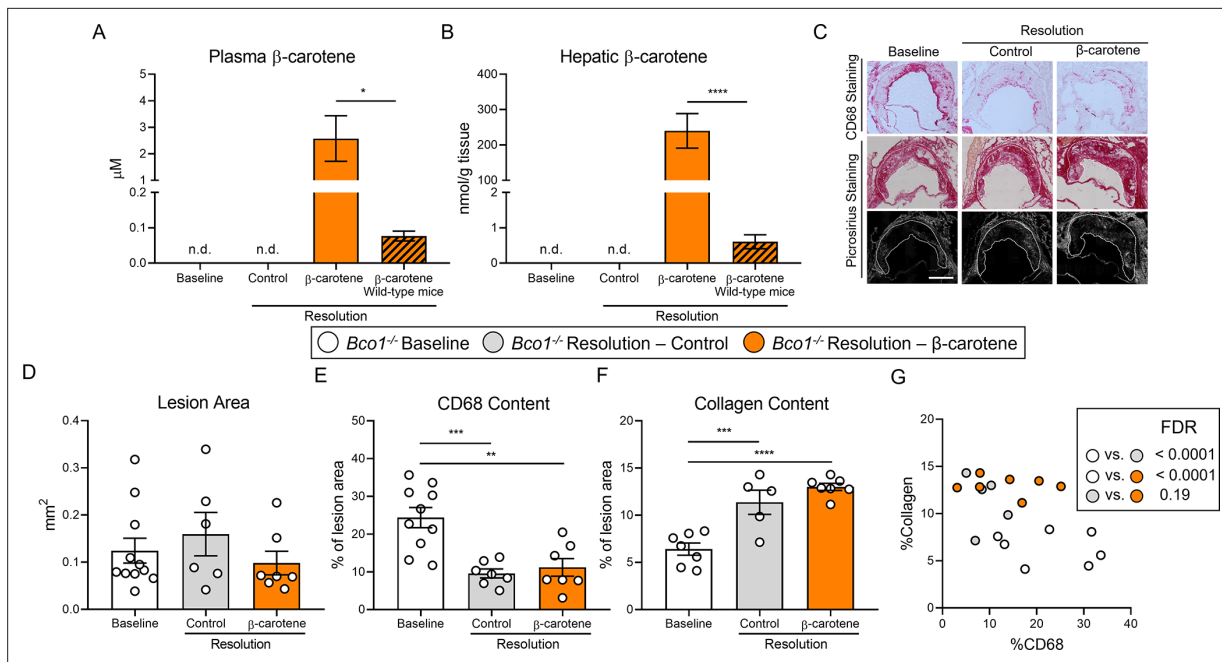 A
Plasma β-carotene
μM
5
4
3
2
1
0.2
0.1
0.0
n.d.
n.d.
*
Baseline
Control
β-carotene
β-carotene
Wild-type mice
Resolution
B
Hepatic β-carotene
nmol/g tissue
400
300
200
100
2
1
0
n.d.
n.d.
****
Baseline
Control
β-carotene
β-carotene
Wild-type mice
Resolution
C
Resolution
Baseline
Control
β-carotene
CD68 Staining
Picrosirius Staining
Bco1-/- Baseline
Bco1-/- Resolution – Control
Bco1-/- Resolution – β-carotene
D
Lesion Area
mm2
0.4
0.3
0.2
0.1
0.0
Baseline
Control
β-carotene
Resolution
E
CD68 Content
% of lesion area
50
40
30
20
10
0
***
**
Baseline
Control
β-carotene
Resolution
F
Collagen Content
% of lesion area
20
15
10
5
0
***
****
Baseline
Control
β-carotene
Resolution
G
%Collagen
20
15
10
5
0
0
10
20
30
40
%CD68
FDR
vs. < 0.0001
vs. < 0.0001
vs. 0.19